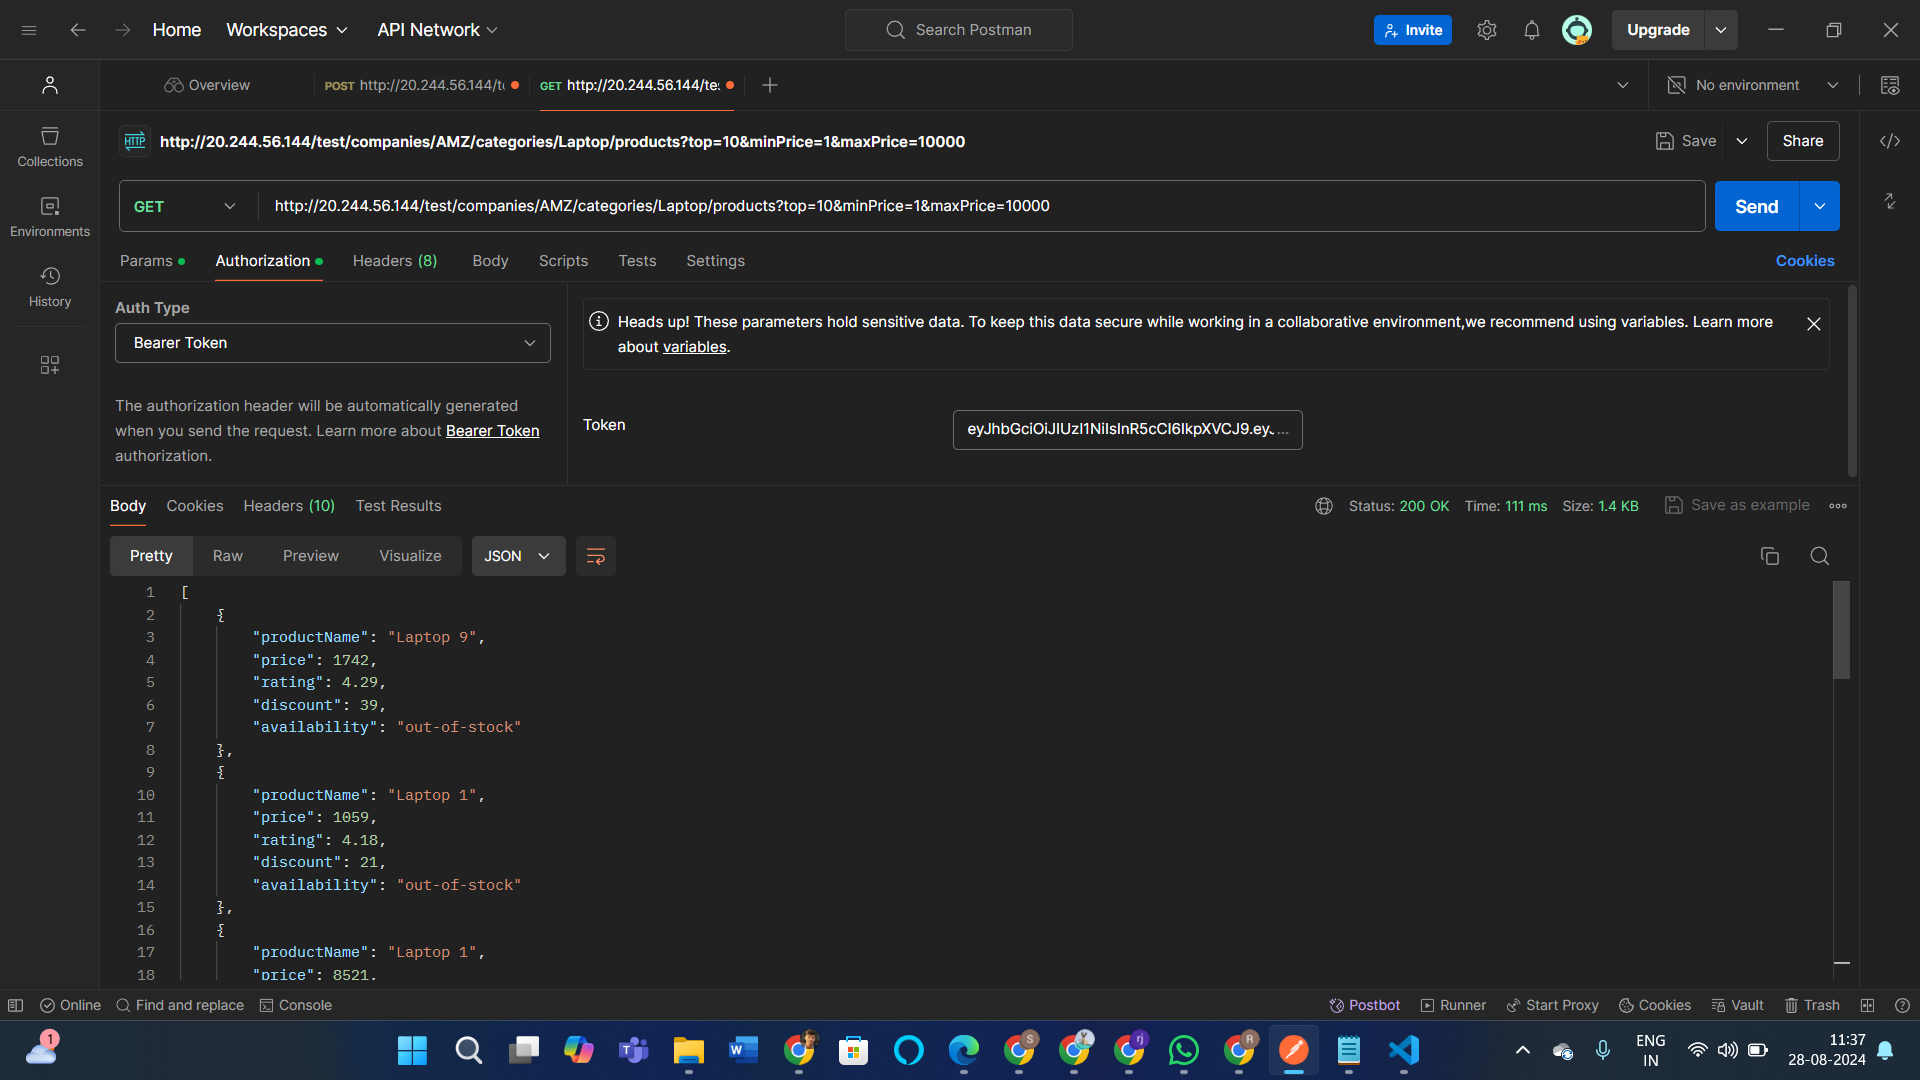 Home Workspaces API Network Search Postman Invite Upgrade
Overview POST http://20.244.56.144/t GET http://20.244.56.144/te No environment
HTTP http://20.244.56.144/test/companies/AMZ/categories/Laptop/products?top=10&minPrice=1&maxPrice=10000 Save Share
Collections
GET http://20.244.56.144/test/companies/AMZ/categories/Laptop/products?top=10&minPrice=1&maxPrice=10000 Send
Environments
Params Authorization Headers (8) Body Scripts Tests Settings Cookies
History
Auth Type
Bearer Token
Heads up! These parameters hold sensitive data. To keep this data secure while working in a collaborative environment,we recommend using variables. Learn more
about variables.
The authorization header will be automatically generated
when you send the request. Learn more about Bearer Token
authorization.
Token eyJhbGciOiJIUzI1NiIsInR5cCI6IkpXVCJ9.eyJ...
Body Cookies Headers (10) Test Results Status: 200 OK Time: 111 ms Size: 1.4 KB Save as example
Pretty Raw Preview Visualize JSON
1 [
2 {
3 "productName": "Laptop 9",
4 "price": 1742,
5 "rating": 4.29,
6 "discount": 39,
7 "availability": "out-of-stock"
8 },
9 {
10 "productName": "Laptop 1",
11 "price": 1059,
12 "rating": 4.18,
13 "discount": 21,
14 "availability": "out-of-stock"
15 },
16 {
17 "productName": "Laptop 1",
18 "price": 8521,
Online Find and replace Console Postbot Runner Start Proxy Cookies Vault Trash
1 ENG 11:37
IN 28-08-2024